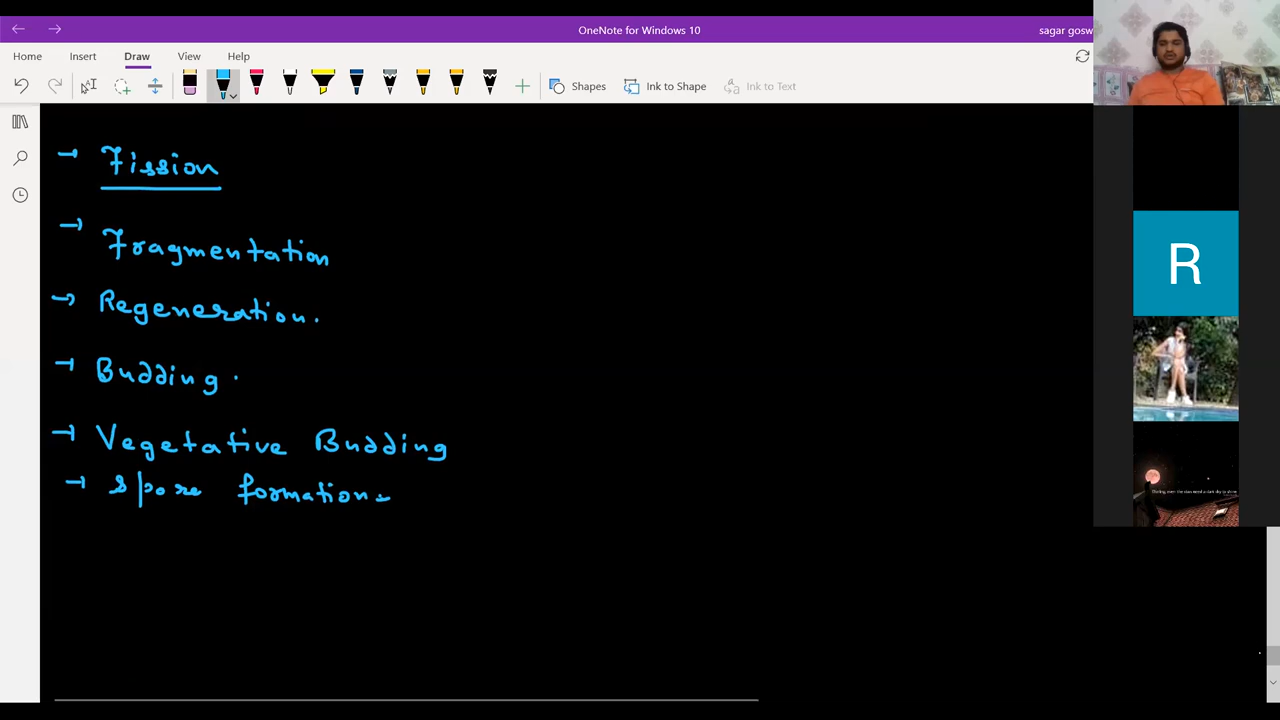 OneNote for Windows 10
sagar gosw
Home Insert Draw View Help
Shapes Ink to Shape Ink to Text
→ Fission
→ Fragmentation
→ Regeneration.
→ Budding.
→ Vegetative Budding
→ Spore formation
R